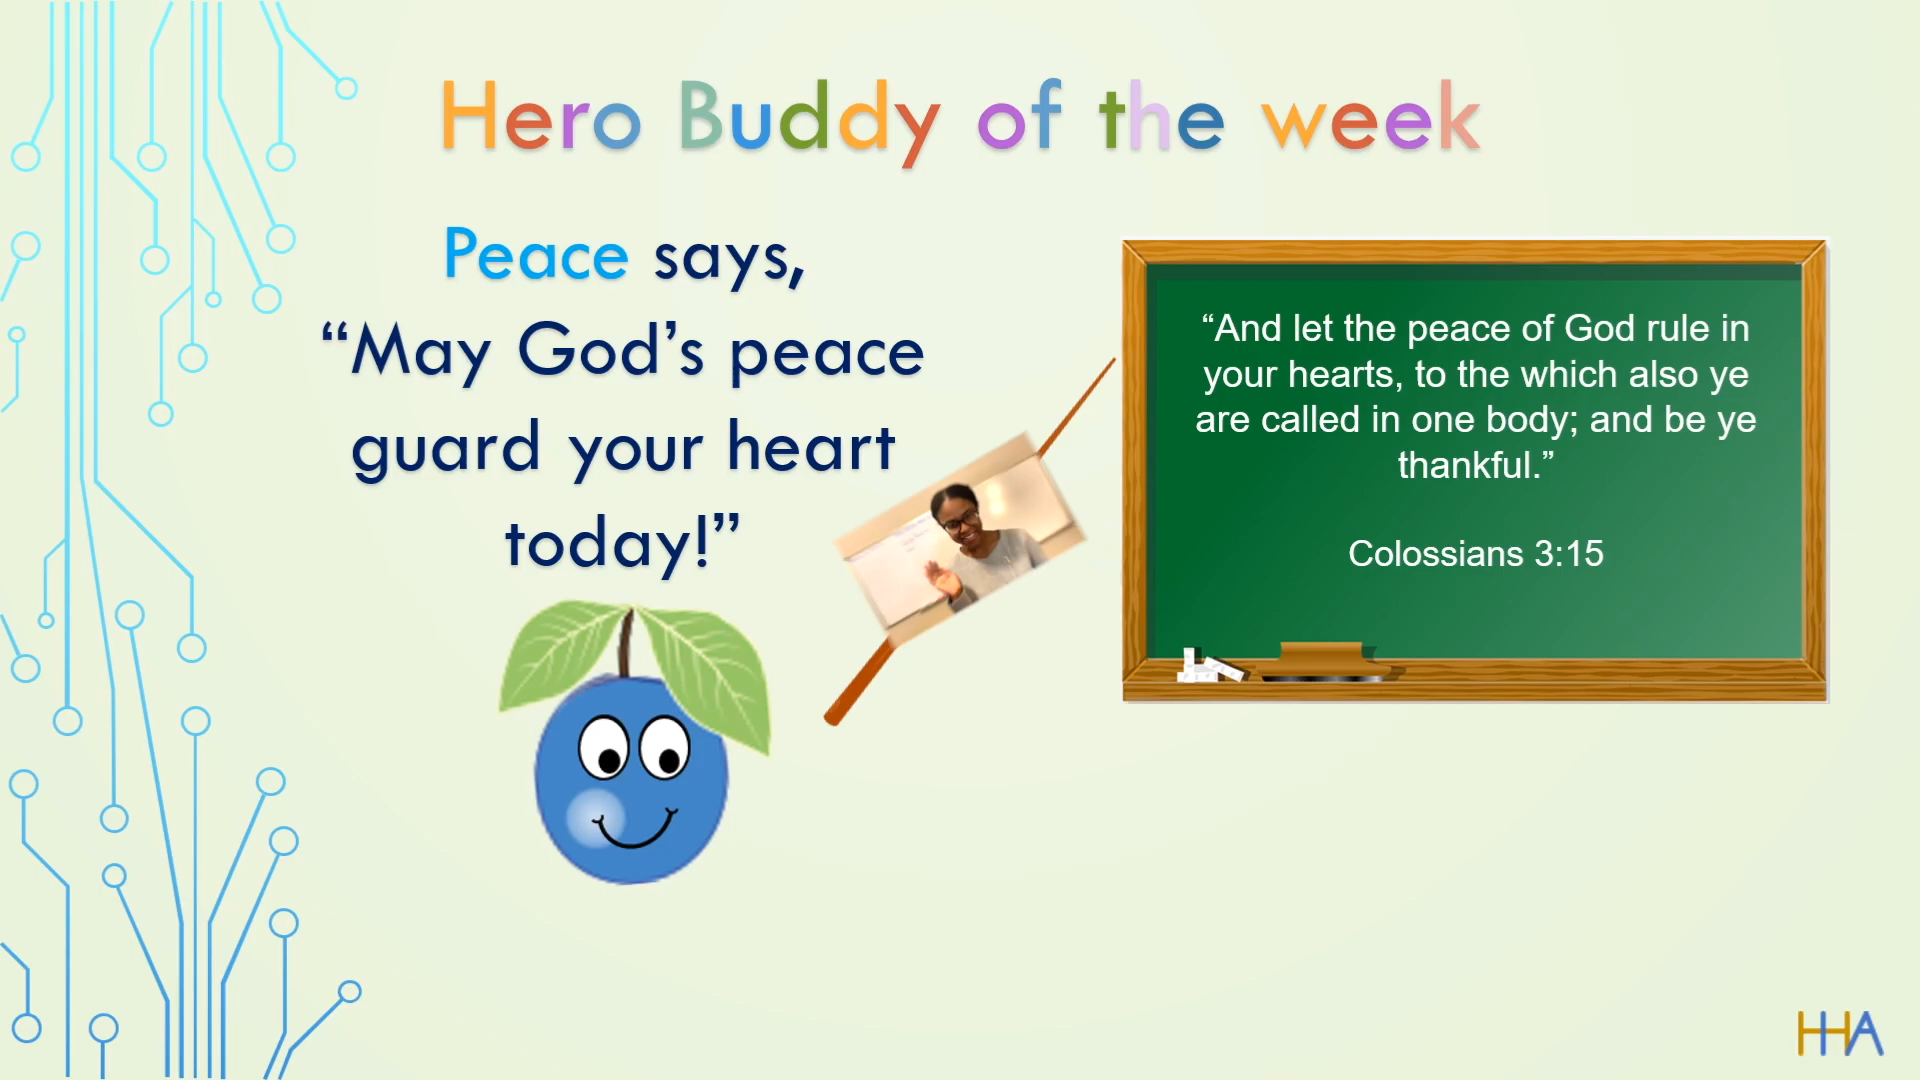 Hero Buddy of the week
Peace says,
“May God’s peace
guard your heart
today!”
“And let the peace of God rule in
your hearts, to the which also ye
are called in one body; and be ye
thankful.”
Colossians 3:15
HHA